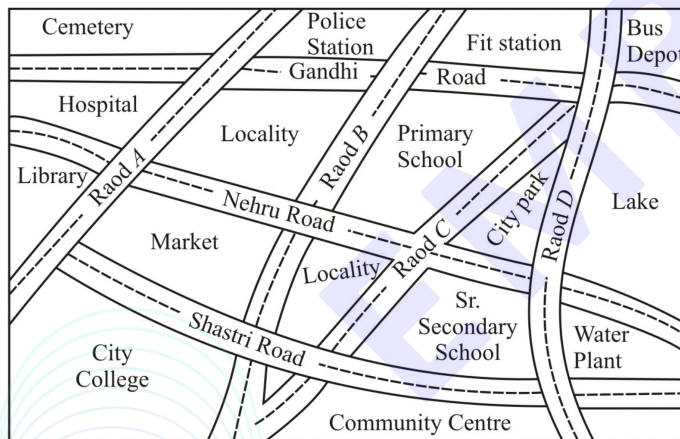 Cemetery
Police
Station
Fit station
Bus
Depot
Gandhi Road
Hospital
Locality
Raod B
Primary
School
Library
Raod A
Nehru Road
City park
Lake
Market
Locality
Raod C
Raod D
Shastri Road
Sr.
Secondary
School
Water
Plant
City
College
Community Centre